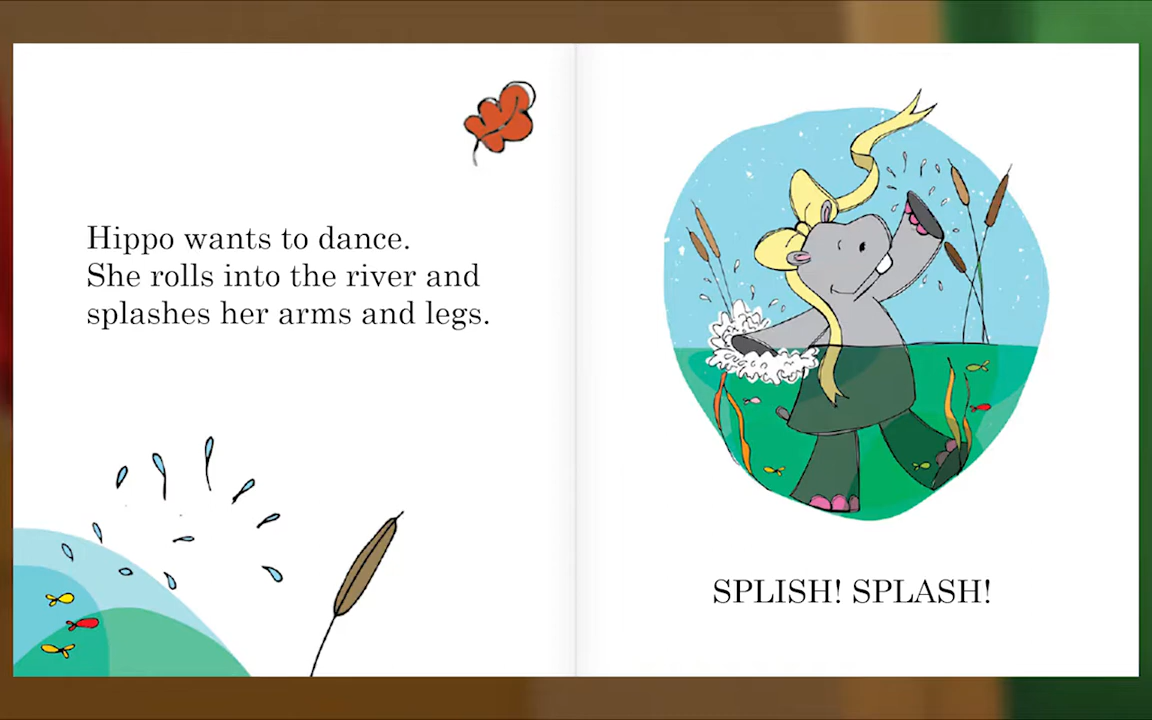 Hippo wants to dance.
She rolls into the river and
splashes her arms and legs.
SPLISH! SPLASH!